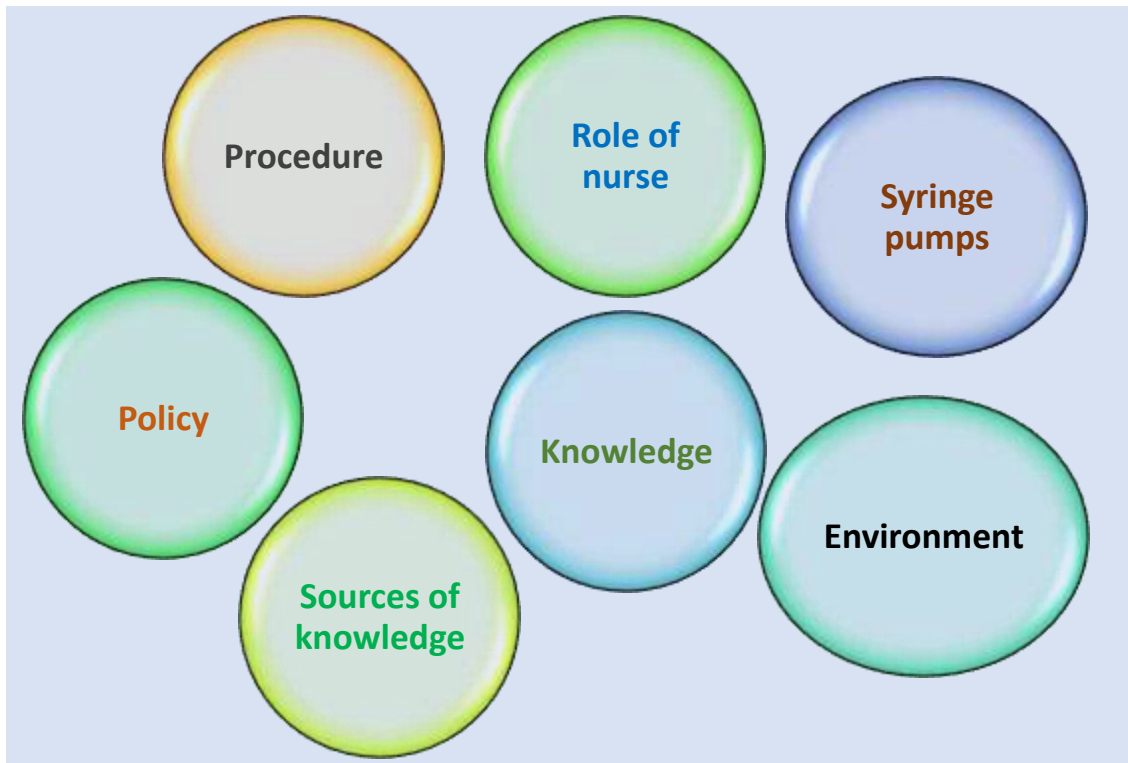 Procedure
Role of
nurse
Syringe
pumps
Policy
Knowledge
Environment
Sources of
knowledge